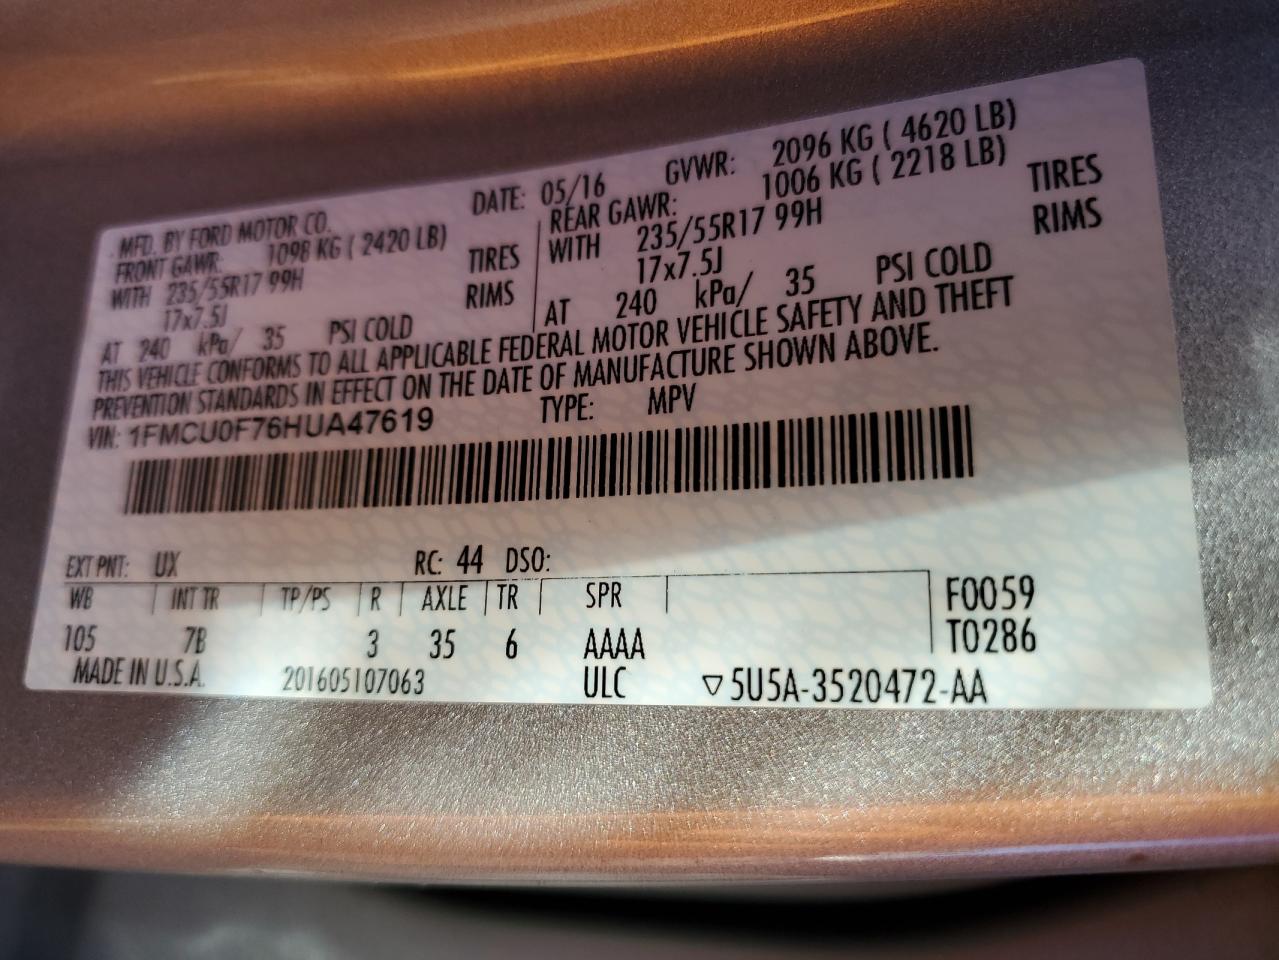 MFD. BY FORD MOTOR CO. DATE: 05/16 GVWR: 2096 KG ( 4620 LB)
FRONT GAWR: 1098 KG ( 2420 LB) REAR GAWR: 1006 KG ( 2218 LB)
WITH 235/55R17 99H TIRES WITH 235/55R17 99H TIRES
17x7.5J RIMS 17x7.5J RIMS
AT 240 kPa/ 35 PSI COLD AT 240 kPa/ 35 PSI COLD
THIS VEHICLE CONFORMS TO ALL APPLICABLE FEDERAL MOTOR VEHICLE SAFETY AND THEFT
PREVENTION STANDARDS IN EFFECT ON THE DATE OF MANUFACTURE SHOWN ABOVE.
VIN: 1FMCU0F76HUA47619 TYPE: MPV
EXT PNT: UX RC: 44 DSO:
WB INT TR TP/PS R AXLE TR SPR F0059
105 7B 3 35 6 AAAA T0286
MADE IN U.S.A. 201605107063 ULC ▽5U5A-3520472-AA